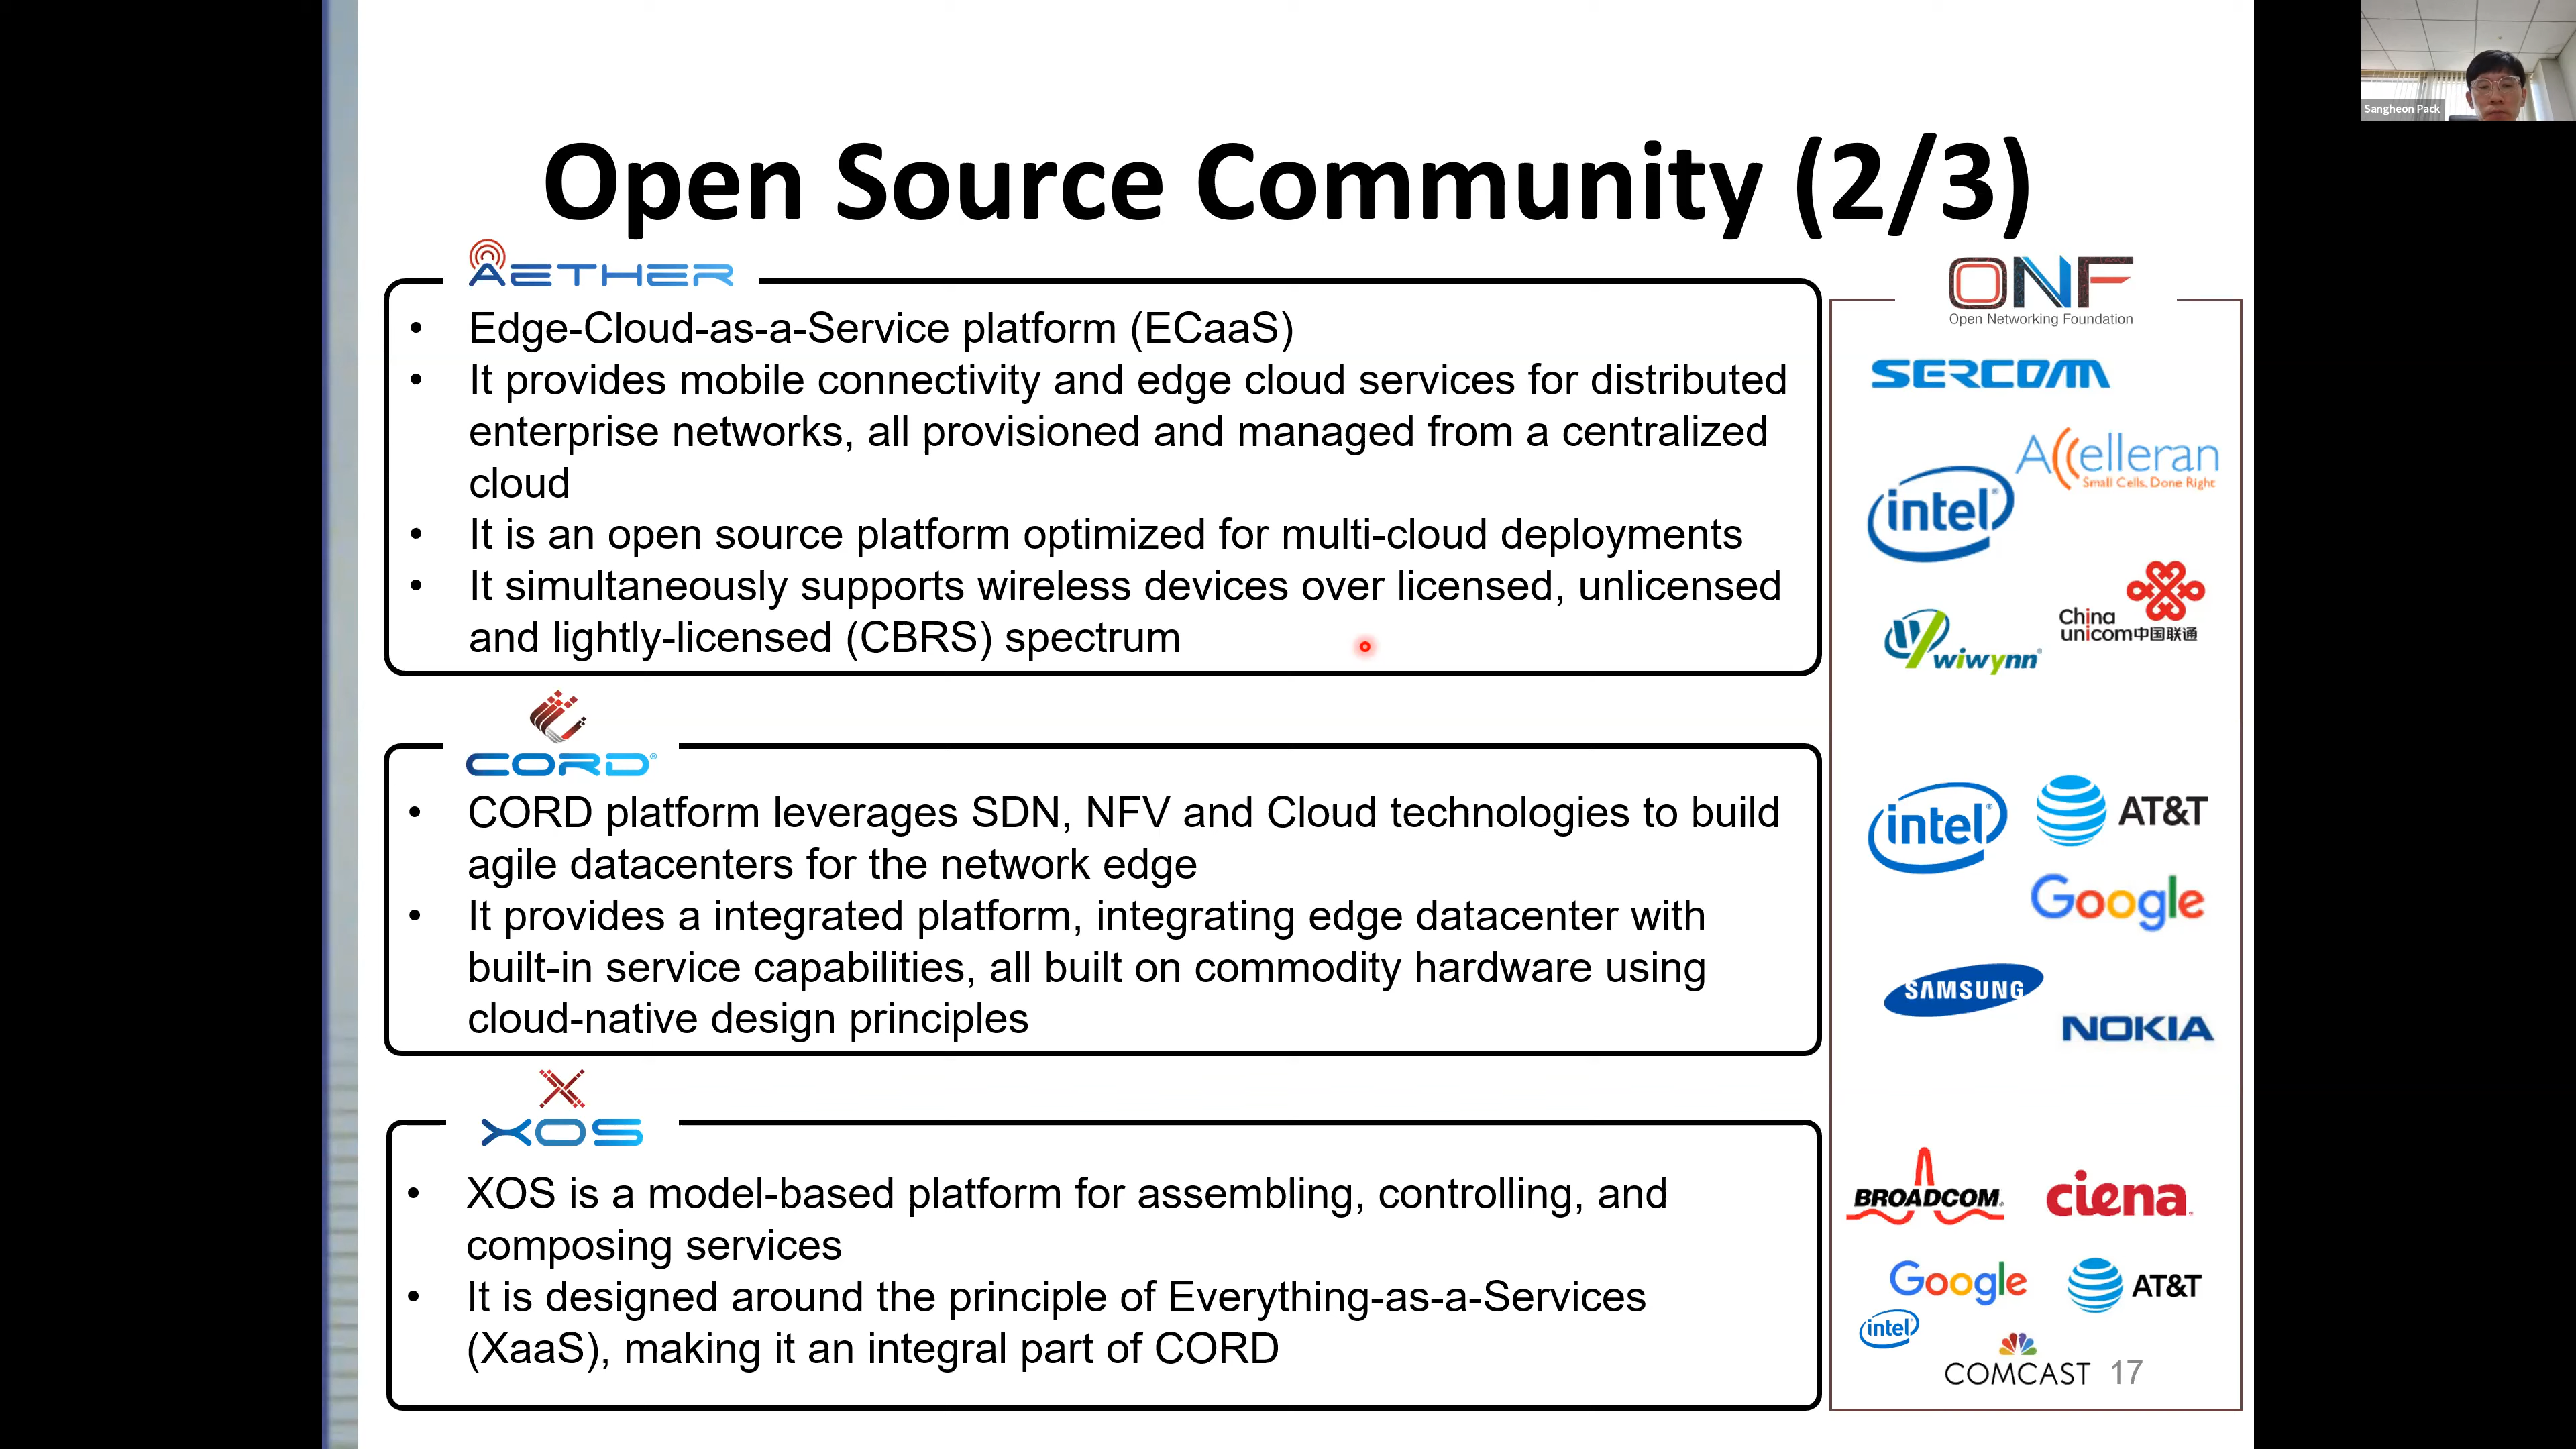 Sangheon Pack
Open Source Community (2/3)
AETHER
• Edge-Cloud-as-a-Service platform (ECaaS)
• It provides mobile connectivity and edge cloud services for distributed
enterprise networks, all provisioned and managed from a centralized
cloud
• It is an open source platform optimized for multi-cloud deployments
• It simultaneously supports wireless devices over licensed, unlicensed
and lightly-licensed (CBRS) spectrum
CORD®
• CORD platform leverages SDN, NFV and Cloud technologies to build
agile datacenters for the network edge
• It provides a integrated platform, integrating edge datacenter with
built-in service capabilities, all built on commodity hardware using
cloud-native design principles
XOS
• XOS is a model-based platform for assembling, controlling, and
composing services
• It is designed around the principle of Everything-as-a-Services
(XaaS), making it an integral part of CORD
ONF
Open Networking Foundation
SERCOMM
Accelleran
Small Cells, Done Right
intel®
China
unicom中国联通
wiwynn®
intel®
AT&T
Google
SAMSUNG
NOKIA
BROADCOM®
ciena
Google
AT&T
intel
COMCAST
17